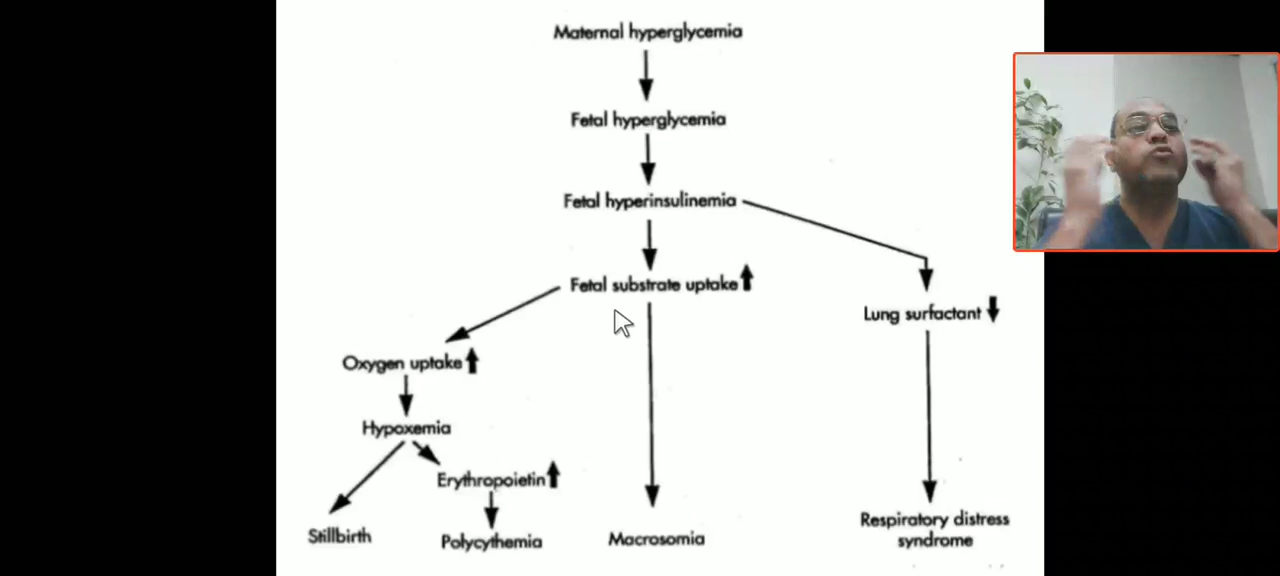 Maternal hyperglycemia
Fetal hyperglycemia
Fetal hyperinsulinemia
Fetal substrate uptake
Lung surfactant
Oxygen uptake
Hypoxemia
Erythropoietin
Stillbirth
Polycythemia
Macrosomia
Respiratory distress
syndrome